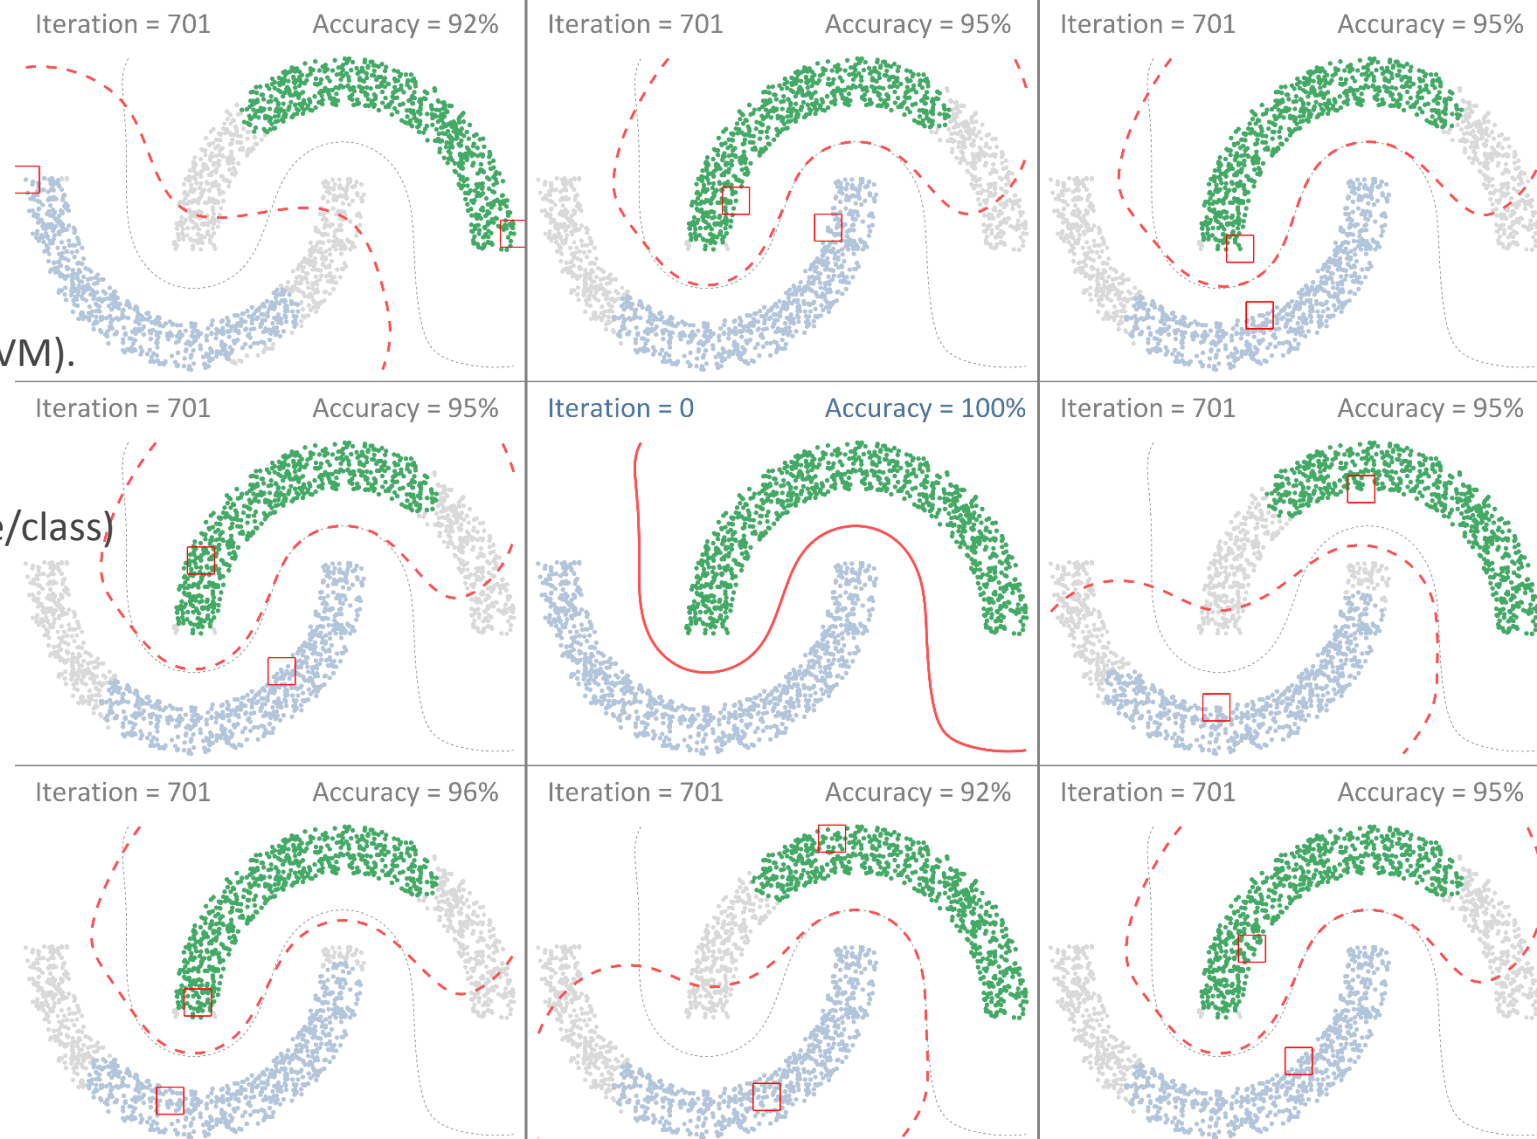 Iteration = 701 Accuracy = 92%
Iteration = 701 Accuracy = 95%
Iteration = 701 Accuracy = 95%
VM).
Iteration = 701 Accuracy = 95%
Iteration = 0 Accuracy = 100%
Iteration = 701 Accuracy = 95%
e/class)
Iteration = 701 Accuracy = 96%
Iteration = 701 Accuracy = 92%
Iteration = 701 Accuracy = 95%